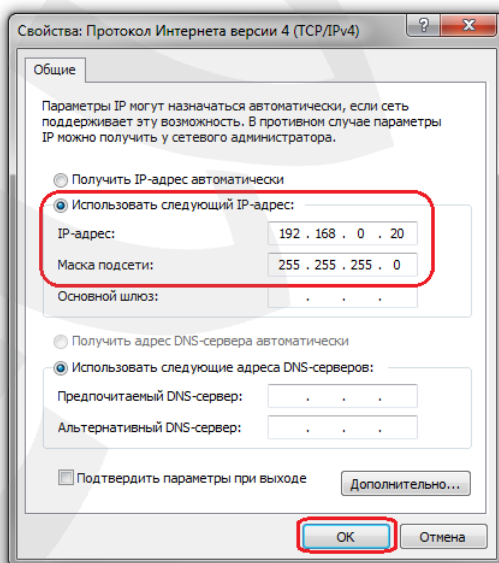 Свойства: Протокол Интернета версии 4 (TCP/IPv4)
Общие
Параметры IP могут назначаться автоматически, если сеть
поддерживает эту возможность. В противном случае параметры
IP можно получить у сетевого администратора.
Получить IP-адрес автоматически
Использовать следующий IP-адрес:
IP-адрес: 192 . 168 . 0 . 20
Маска подсети: 255 . 255 . 255 . 0
Основной шлюз: . . .
Получить адрес DNS-сервера автоматически
Использовать следующие адреса DNS-серверов:
Предпочитаемый DNS-сервер: . . .
Альтернативный DNS-сервер: . . .
Подтвердить параметры при выходе
Дополнительно...
ОК Отмена